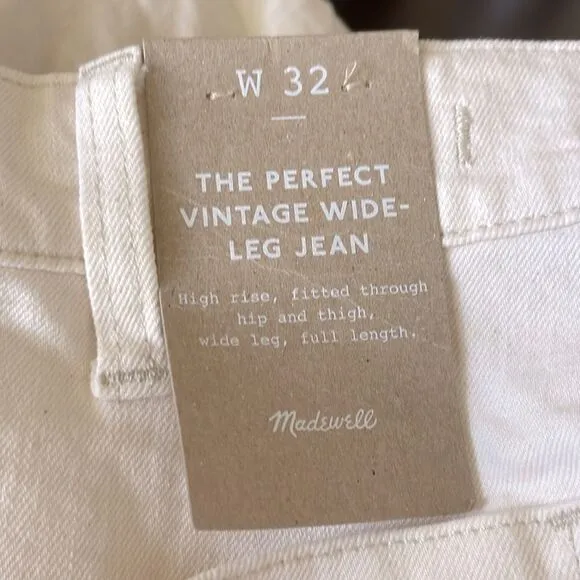 W 32
THE PERFECT
VINTAGE WIDE-
LEG JEAN
High rise, fitted through
hip and thigh,
wide leg, full length.
Madewell